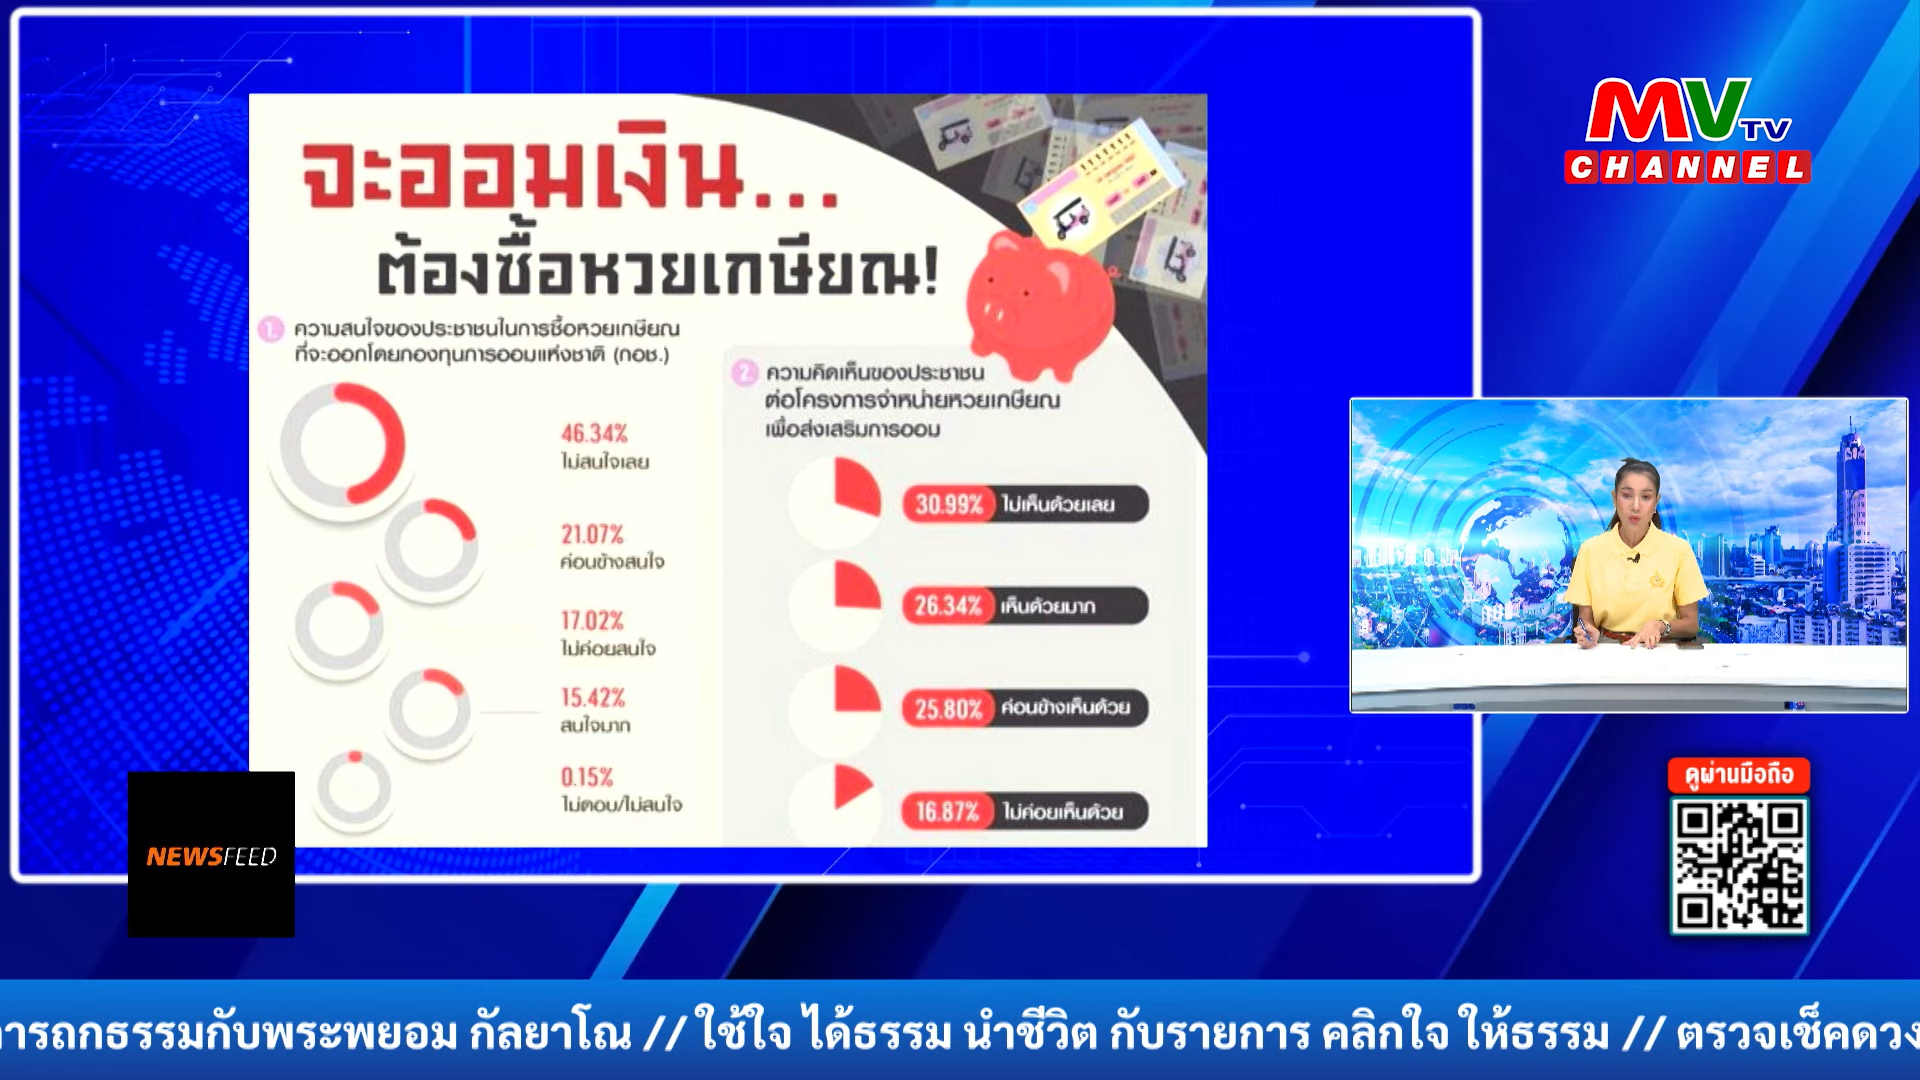 จะออมเงิน...
ต้องซื้อหวยเกษียณ!
1. ความสนใจของประชาชนในการซื้อหวยเกษียณ
ที่จะออกโดยกองทุนการออมแห่งชาติ (กอช.)
46.34%
ไม่สนใจเลย
21.07%
ค่อนข้างสนใจ
17.02%
ไม่ค่อยสนใจ
15.42%
สนใจมาก
0.15%
ไม่ตอบ/ไม่สนใจ
2. ความคิดเห็นของประชาชน
ต่อโครงการจำหน่ายหวยเกษียณ
เพื่อส่งเสริมการออม
30.99% ไม่เห็นด้วยเลย
26.34% เห็นด้วยมาก
25.80% ค่อนข้างเห็นด้วย
16.87% ไม่ค่อยเห็นด้วย
MVTV
CHANNEL
ดูผ่านมือถือ
NEWSFEED
ารถกธรรมกับพระพยอม กัลยาโณ // ใช้ใจ ได้ธรรม นำชีวิต กับรายการ คลิกใจ ให้ธรรม // ตรวจเช็คดวง